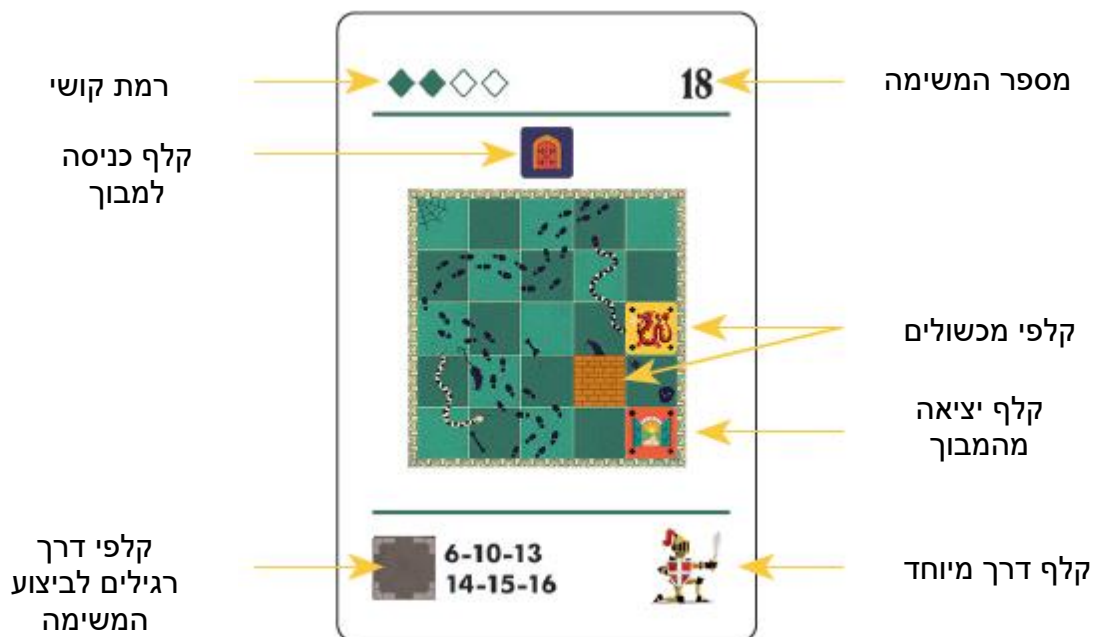 רמת קושי
18
מספר המשימה
קלף כניסה
למבוך
קלפי מכשולים
קלף יציאה
מהמבוך
קלפי דרך
רגילים לביצוע
המשימה
6-10-13
14-15-16
קלף דרך מיוחד